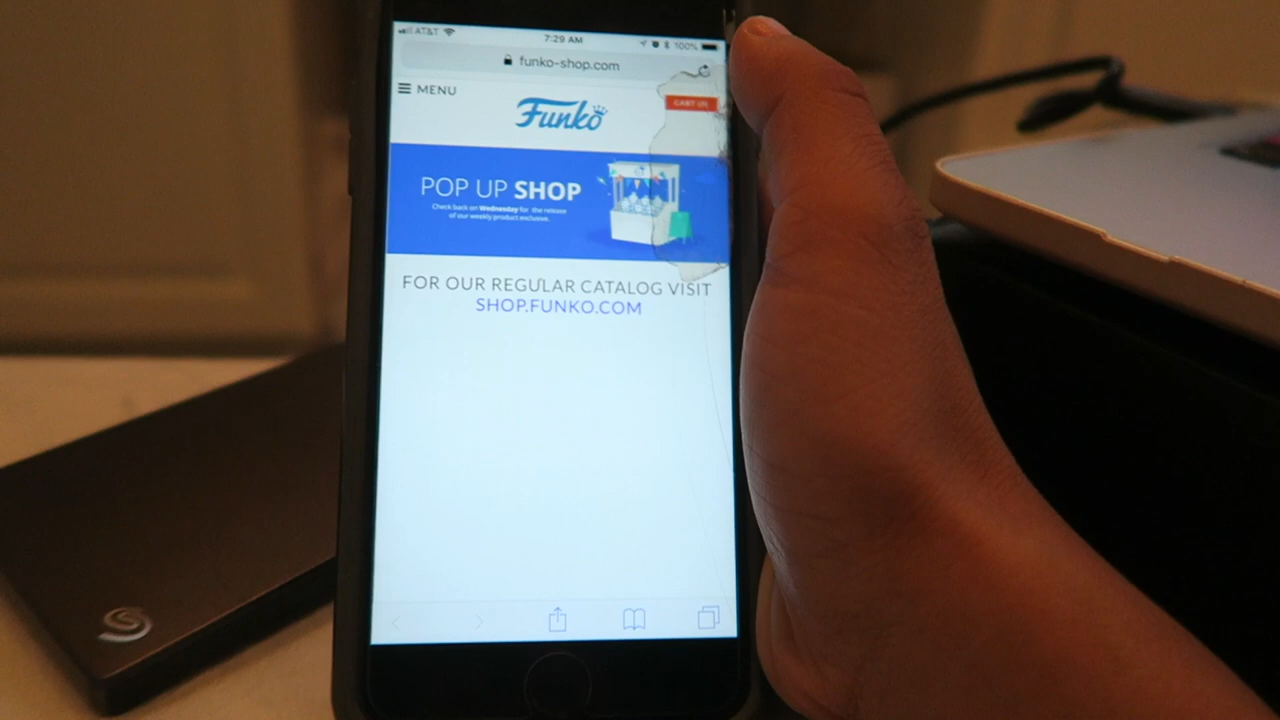 AT&T 7:29 AM 100%
funko-shop.com
MENU
Funko
CART (0)
POP UP SHOP
Check back on Wednesday for the release
of our weekly product exclusive.
FOR OUR REGULAR CATALOG VISIT
SHOP.FUNKO.COM